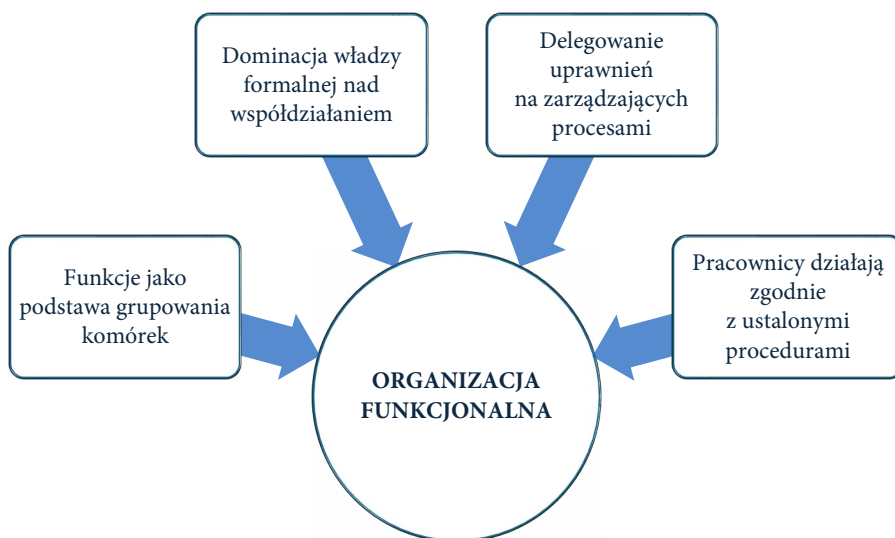 Dominacja władzy
formalnej nad
współdziałaniem
Delegowanie
uprawnień
na zarządzających
procesami
Funkcje jako
podstawa grupowania
komórek
Pracownicy działają
zgodnie
z ustalonymi
procedurami
ORGANIZACJA
FUNKCJONALNA